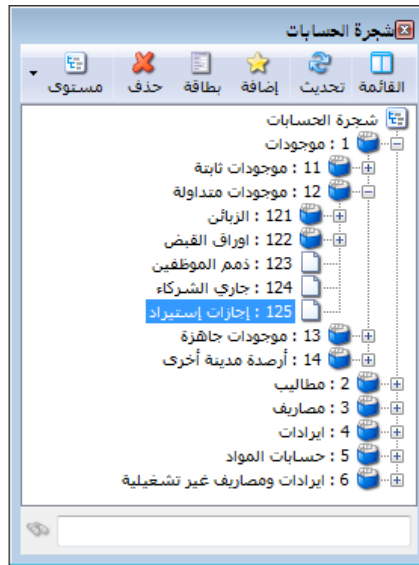 شجرة الحسابات
القائمة تحديث إضافة بطاقة حذف مستوى
شجرة الحسابات
1 : موجودات
11 : موجودات ثابتة
12 : موجودات متداولة
121 : الزبائن
122 : اوراق القبض
123 : ذمم الموظفين
124 : جاري الشركاء
125 : إجازات إستيراد
13 : موجودات جاهزة
14 : أرصدة مدينة أخرى
2 : مطاليب
3 : مصاريف
4 : ايرادات
5 : حسابات المواد
6 : ايرادات ومصاريف غير تشغيلية